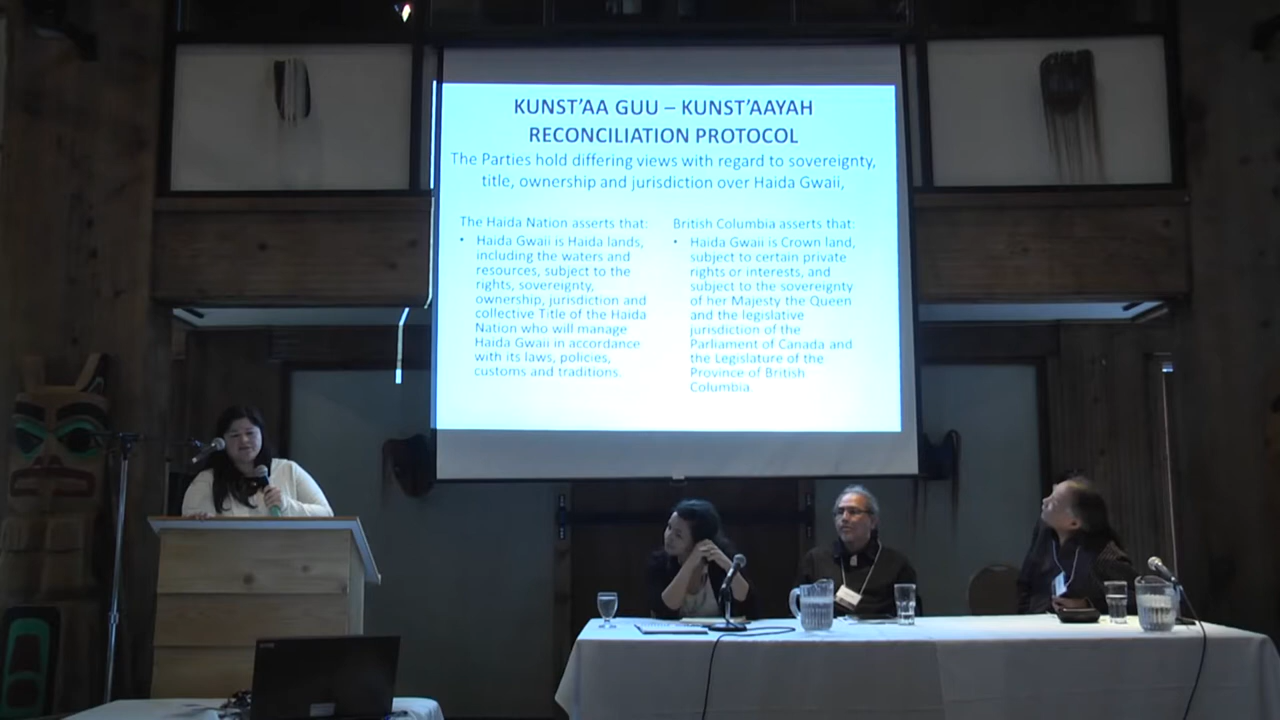 KUNST'AA GUU – KUNST'AAYAH
RECONCILIATION PROTOCOL
The Parties hold differing views with regard to sovereignty,
title, ownership and jurisdiction over Haida Gwaii,
The Haida Nation asserts that:
• Haida Gwaii is Haida lands,
including the waters and
resources, subject to the
rights, sovereignty,
ownership, jurisdiction and
collective Title of the Haida
Nation who will manage
Haida Gwaii in accordance
with its laws, policies,
customs and traditions.
British Columbia asserts that:
• Haida Gwaii is Crown land,
subject to certain private
rights or interests, and
subject to the sovereignty
of her Majesty the Queen
and the legislative
jurisdiction of the
Parliament of Canada and
the Legislature of the
Province of British
Columbia